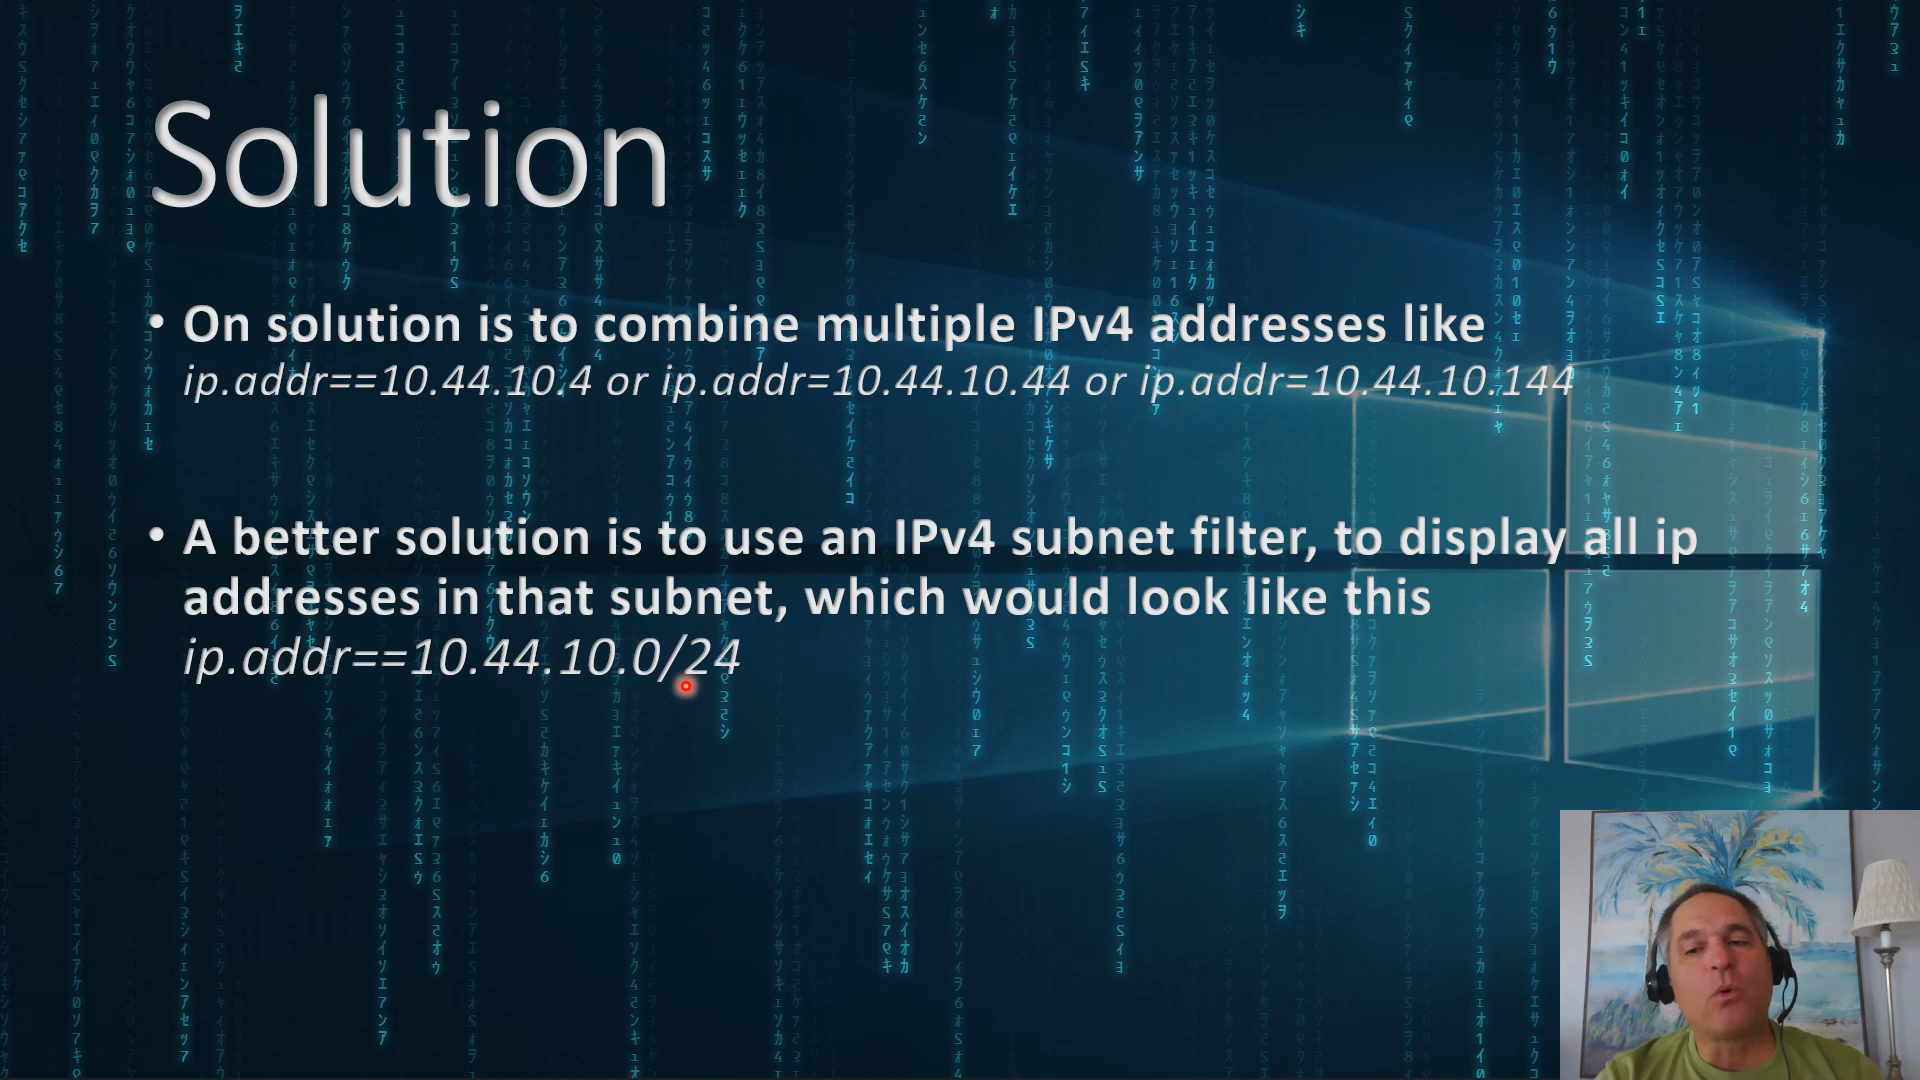 Solution
• On solution is to combine multiple IPv4 addresses like
ip.addr==10.44.10.4 or ip.addr=10.44.10.44 or ip.addr=10.44.10.144
• A better solution is to use an IPv4 subnet filter, to display all ip
addresses in that subnet, which would look like this
ip.addr==10.44.10.0/24